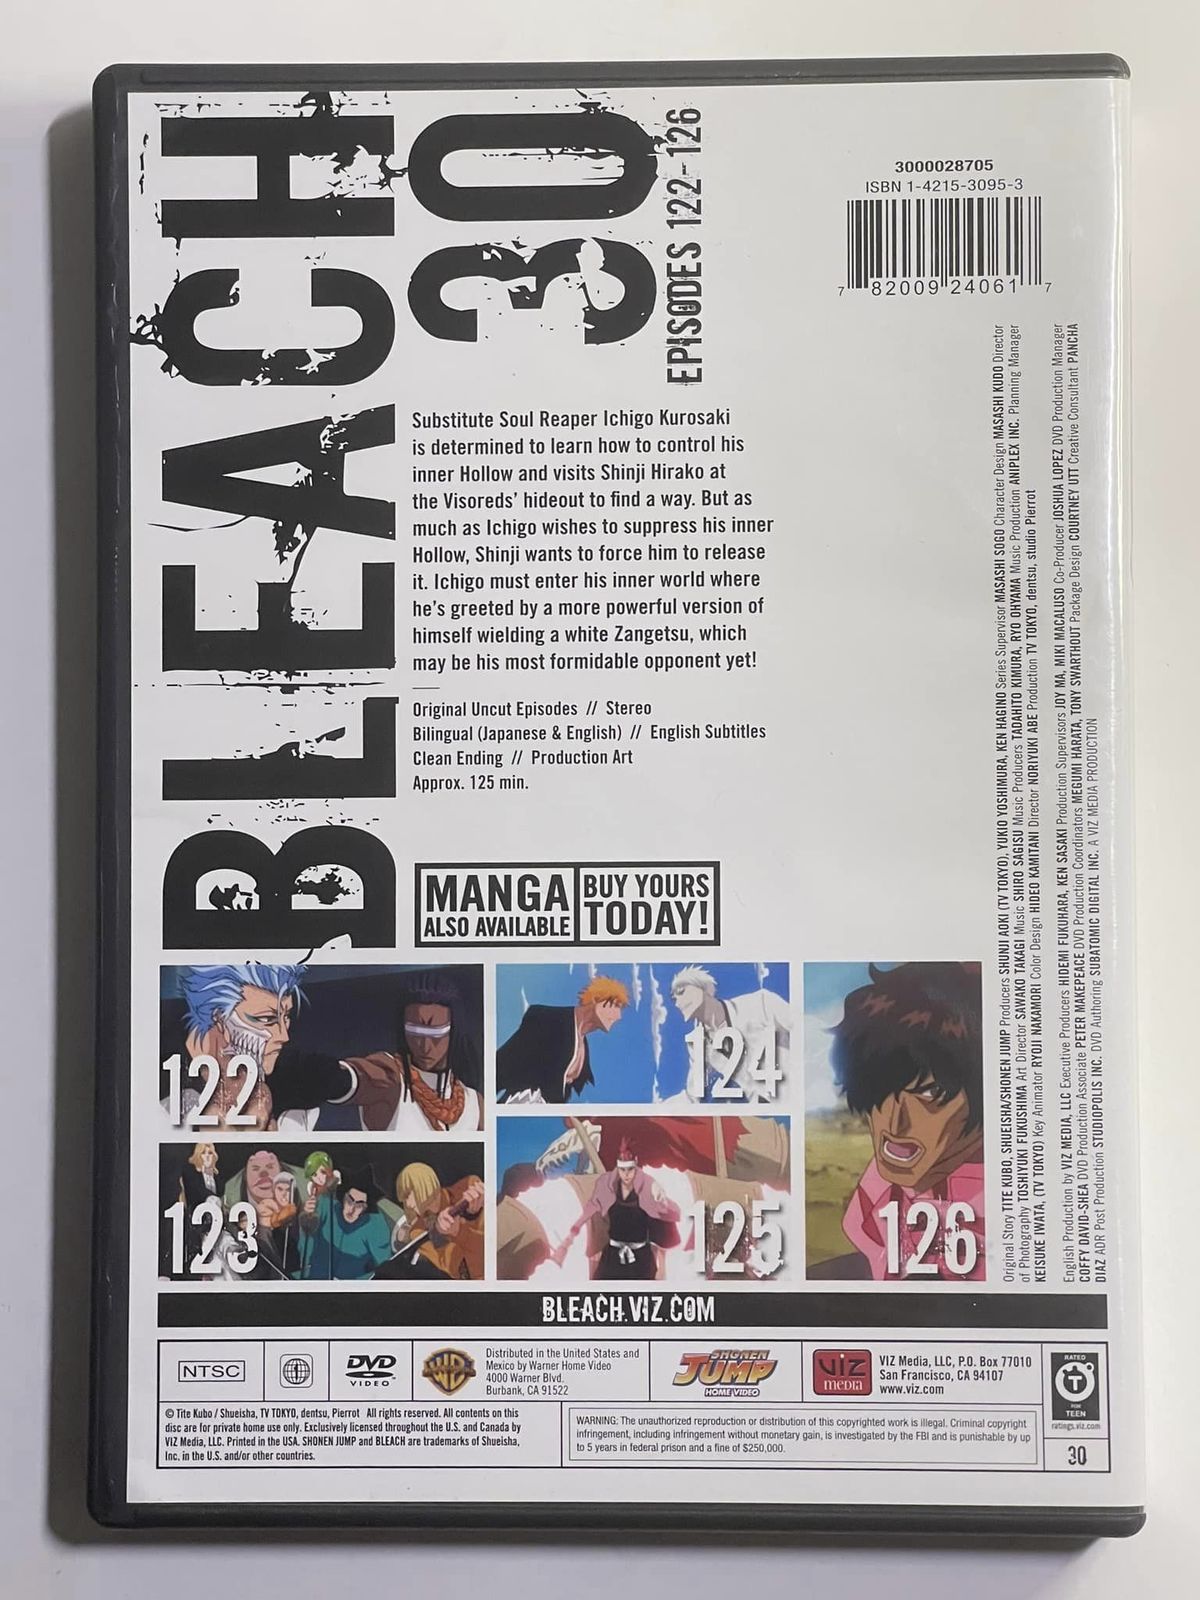 BLEACH 30
EPISODES 122-126
3000028705
ISBN 1-4215-3095-3
7 82009 24061 7
Substitute Soul Reaper Ichigo Kurosaki
is determined to learn how to control his
inner Hollow and visits Shinji Hirako at
the Visoreds' hideout to find a way. But as
much as Ichigo wishes to suppress his inner
Hollow, Shinji wants to force him to release
it. Ichigo must enter his inner world where
he's greeted by a more powerful version of
himself wielding a white Zangetsu, which
may be his most formidable opponent yet!
Original Uncut Episodes // Stereo
Bilingual (Japanese & English) // English Subtitles
Clean Ending // Production Art
Approx. 125 min.
MANGA
ALSO AVAILABLE
BUY YOURS
TODAY!
122
123
124
125
126
Original Story TITE KUBO, SHUEISHA/SHONEN JUMP Producers SHUNJI AOKI (TV TOKYO), YUKIO YOSHIMURA, KEN HAGINO Series Supervisor MASASHI SOGO Character Design MASASHI KUDO Director
of Photography TOSHIYUKI FUKUSHIMA Art Director SAWAKO TAKAGI Music SHIRO SAGISU Music Producers TADAHITO KIMURA, RYO OHYAMA Music Production ANIPLEX INC. Planning Manager
KEISUKE IWATA, (TV TOKYO) Key Animator RYOJI NAKAMORI Color Design HIDEO KAMITANI Director NORIYUKI ABE Production TV TOKYO, dentsu, studio Pierrot
English Production by VIZ MEDIA, LLC Executive Producers HIDEMI FUKUHARA, KEN SASAKI Production Supervisors JOY MA, MIKI MACALUSO Co-Producer JOSHUA LOPEZ DVD Production Manager
COFFY DAVID-SHEA DVD Production Associate PETER MAKEPEACE DVD Production Coordinators MEGUMI HARATA, TONY SWARTHOUT Package Design COURTNEY UTT Creative Consultant PANCHA
DIAZ ADR Post Production STUDIOPOLIS INC. DVD Authoring SUBATOMIC DIGITAL INC. A VIZ MEDIA PRODUCTION
BLEACH.VIZ.COM
NTSC
1
DVD
VIDEO
WB
Distributed in the United States and
Mexico by Warner Home Video
4000 Warner Blvd.
Burbank, CA 91522
SHONEN
JUMP
HOME VIDEO
VIZ
media
VIZ Media, LLC, P.O. Box 77010
San Francisco, CA 94107
www.viz.com
RATED
T
FOR
TEEN
ratings.viz.com
30
© Tite Kubo / Shueisha, TV TOKYO, dentsu, Pierrot All rights reserved. All contents on this
disc are for private home use only. Exclusively licensed throughout the U.S. and Canada by
VIZ Media, LLC. Printed in the USA. SHONEN JUMP and BLEACH are trademarks of Shueisha,
Inc. in the U.S. and/or other countries.
WARNING: The unauthorized reproduction or distribution of this copyrighted work is illegal. Criminal copyright
infringement, including infringement without monetary gain, is investigated by the FBI and is punishable by up
to 5 years in federal prison and a fine of $250,000.